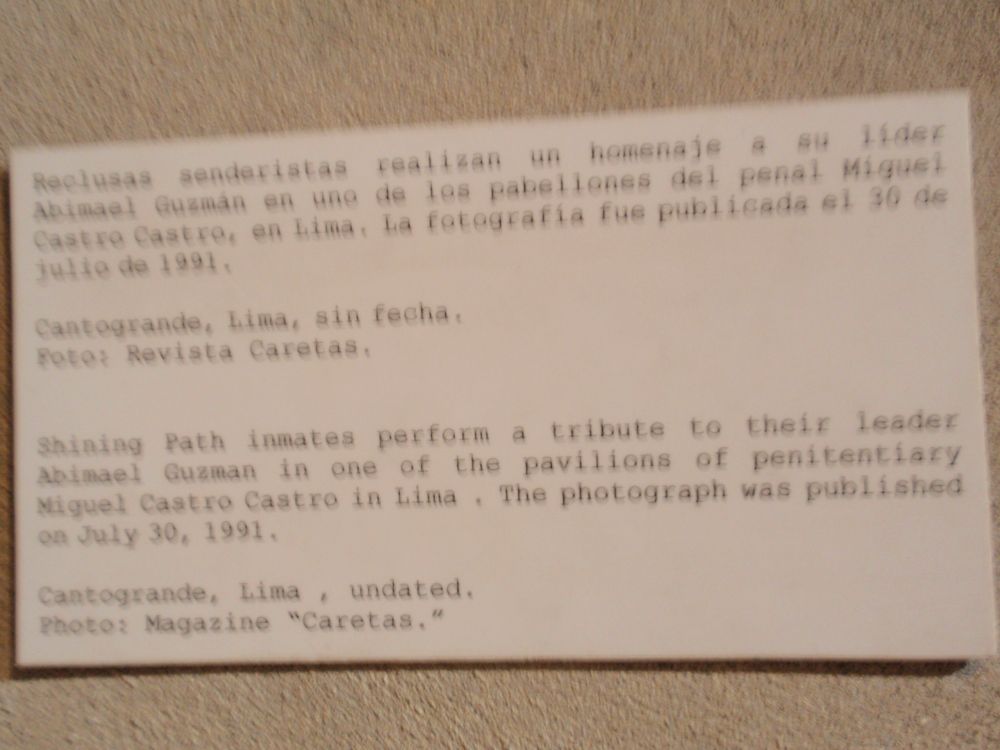 Reclusas senderistas realizan un homenaje a su líder
Abimael Guzmán en uno de los pabellones del penal Miguel
Castro Castro, en Lima. La fotografía fue publicada el 30 de
julio de 1991.
Cantogrande, Lima, sin fecha.
Foto: Revista Caretas.
Shining Path inmates perform a tribute to their leader
Abimael Guzman in one of the pavilions of penitentiary
Miguel Castro Castro in Lima . The photograph was published
on July 30, 1991.
Cantogrande, Lima , undated.
Photo: Magazine “Caretas.”